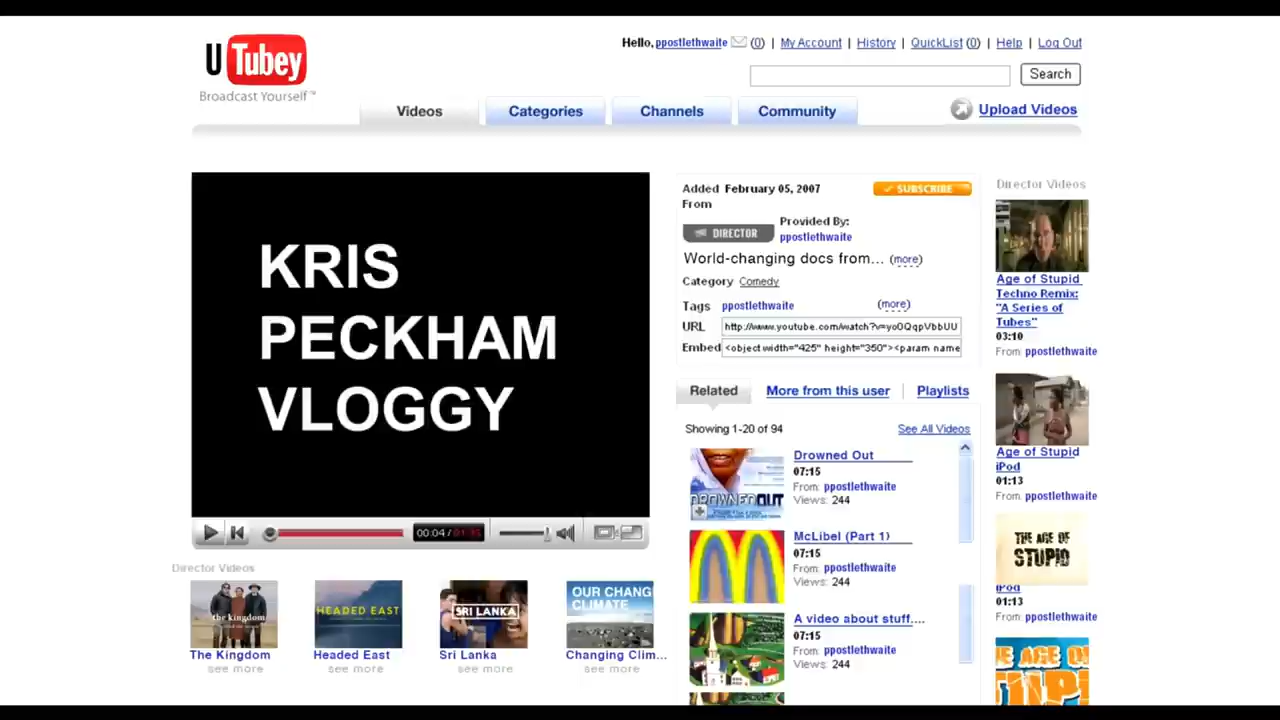 U Tubey
Broadcast Yourself™
Hello, ppostlethwaite (0) | My Account | History | QuickList (0) | Help | Log Out
Search
Videos
Categories
Channels
Community
Upload Videos
KRIS
PECKHAM
VLOGGY
00:04 /
Added February 05, 2007
From
SUBSCRIBE
DIRECTOR
Provided By:
ppostlethwaite
World-changing docs from... (more)
Category Comedy
Tags ppostlethwaite (more)
URL http://www.youtube.com/watch?v=yo0QqpVbbUU
Embed <object width="425" height="350"><param name
Related
More from this user
Playlists
Showing 1-20 of 94
See All Videos
DROWNED OUT
Drowned Out
07:15
From: ppostlethwaite
Views: 244
McLibel (Part 1)
07:15
From: ppostlethwaite
Views: 244
A video about stuff....
07:15
From: ppostlethwaite
Views: 244
Director Videos
Age of Stupid
Techno Remix:
"A Series of
Tubes"
03:10
From: ppostlethwaite
Age of Stupid
iPod
01:13
From: ppostlethwaite
THE AGE OF
STUPID
iPod
01:13
From: ppostlethwaite
THE AGE OF
Director Videos
the kingdom
The Kingdom
see more
HEADED EAST
Headed East
see more
SRI LANKA
Sri Lanka
see more
OUR CHANG
CLIMATE
Changing Clim...
see more